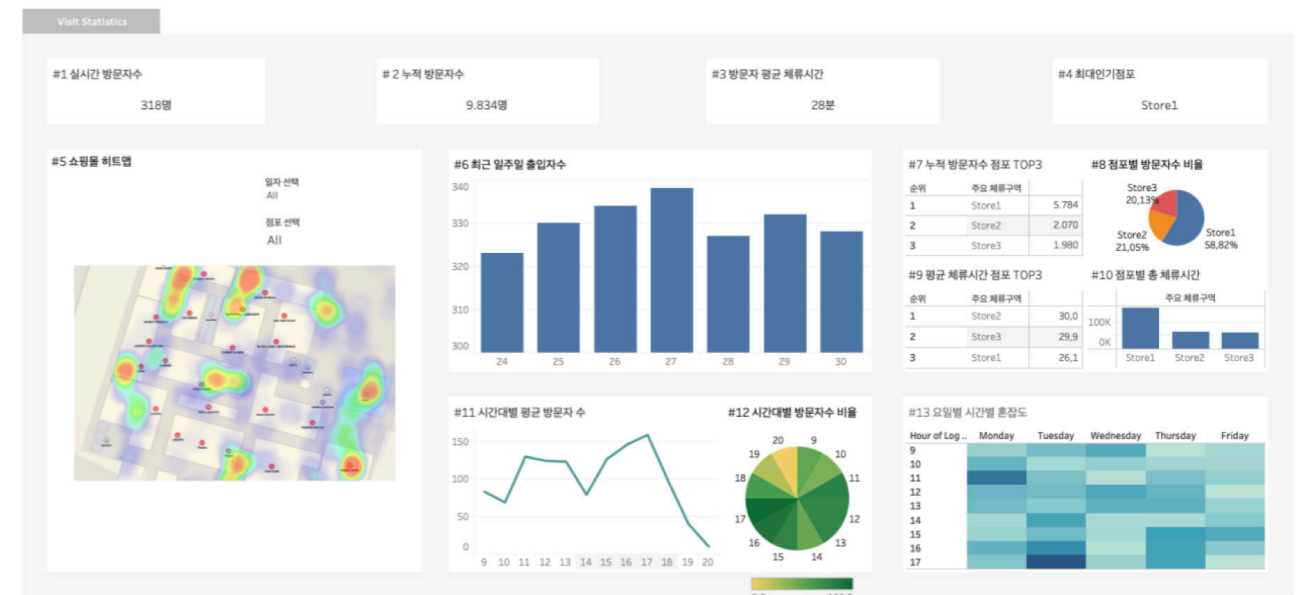 Visit Statistics
#1 실시간 방문자수
318명
# 2 누적 방문자수
9.834명
#3 방문자 평균 체류시간
28분
#4 최대인기점포
Store1
#5 쇼핑몰 히트맵
일자 선택
All
점포 선택
All
#6 최근 일주일 출입자수
340
330
320
310
300
24 25 26 27 28 29 30
#7 누적 방문자수 점포 TOP3
순위 주요 체류구역
1 Store1 5.784
2 Store2 2.070
3 Store3 1.980
#8 점포별 방문자수 비율
Store3
20,13%
Store2
21,05%
Store1
58,82%
#9 평균 체류시간 점포 TOP3
순위 주요 체류구역
1 Store2 30,0
2 Store3 29,9
3 Store1 26,1
#10 점포별 총 체류시간
주요 체류구역
100K
0K
Store1 Store2 Store3
#11 시간대별 평균 방문자 수
150
100
50
0
9 10 11 12 13 14 15 16 17 18 19 20
#12 시간대별 방문자수 비율
20 9
19 10
18 11
17 12
16 13
15 14
#13 요일별 시간별 혼잡도
Hour of Log .. Monday Tuesday Wednesday Thursday Friday
9
10
11
12
13
14
15
16
17